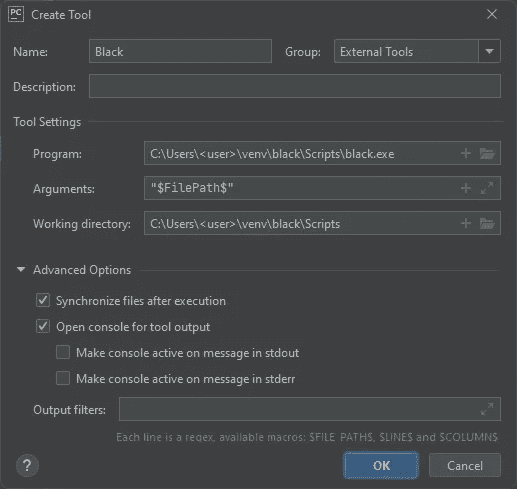 PC Create Tool
Name: Black Group: External Tools
Description:
Tool Settings
Program: C:\Users\<user>\venv\black\Scripts\black.exe
Arguments: "$FilePath$"
Working directory: C:\Users\<user>\venv\black\Scripts
Advanced Options
Synchronize files after execution
Open console for tool output
Make console active on message in stdout
Make console active on message in stderr
Output filters:
Each line is a regex, available macros: $FILE_PATH$, $LINE$ and $COLUMN$
? OK Cancel